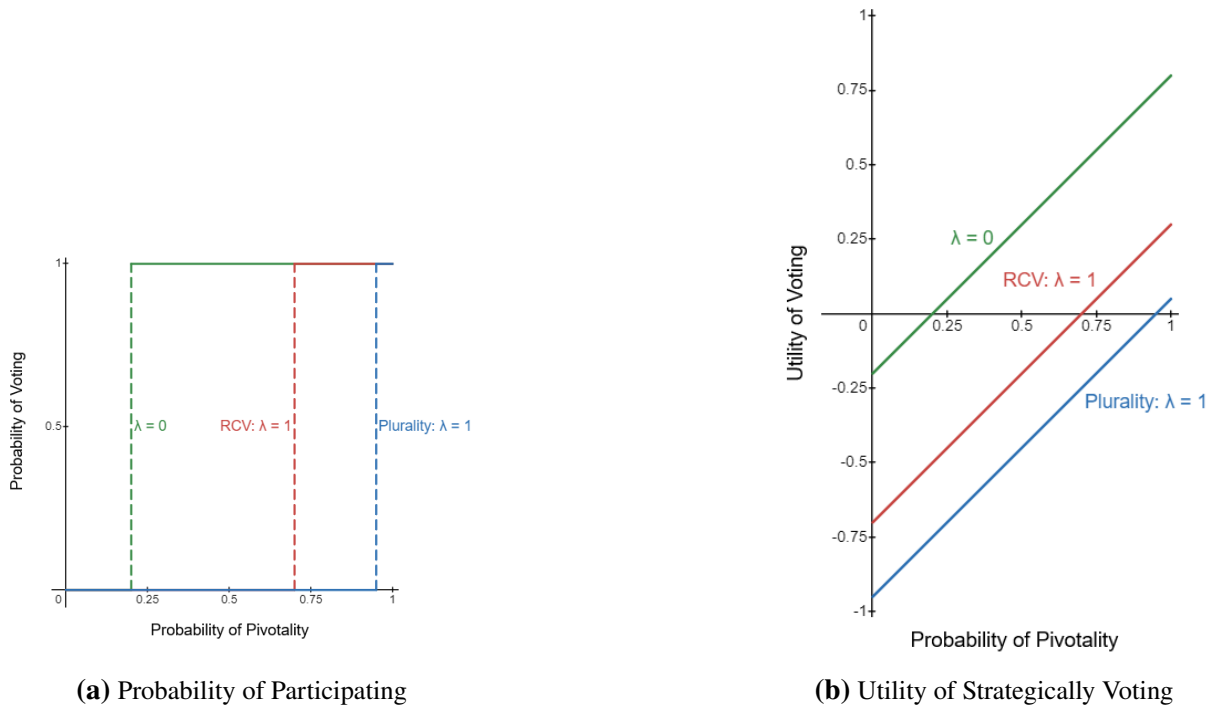 1
0.5
0
0.25
0.5
0.75
1
λ = 0
RCV: λ = 1
Plurality: λ = 1
Probability of Voting
Probability of Pivotality
(a) Probability of Participating
1
0.75
0.5
0.25
0
-0.25
-0.5
-0.75
-1
0.25
0.5
0.75
1
λ = 0
RCV: λ = 1
Plurality: λ = 1
Utility of Voting
Probability of Pivotality
(b) Utility of Strategically Voting